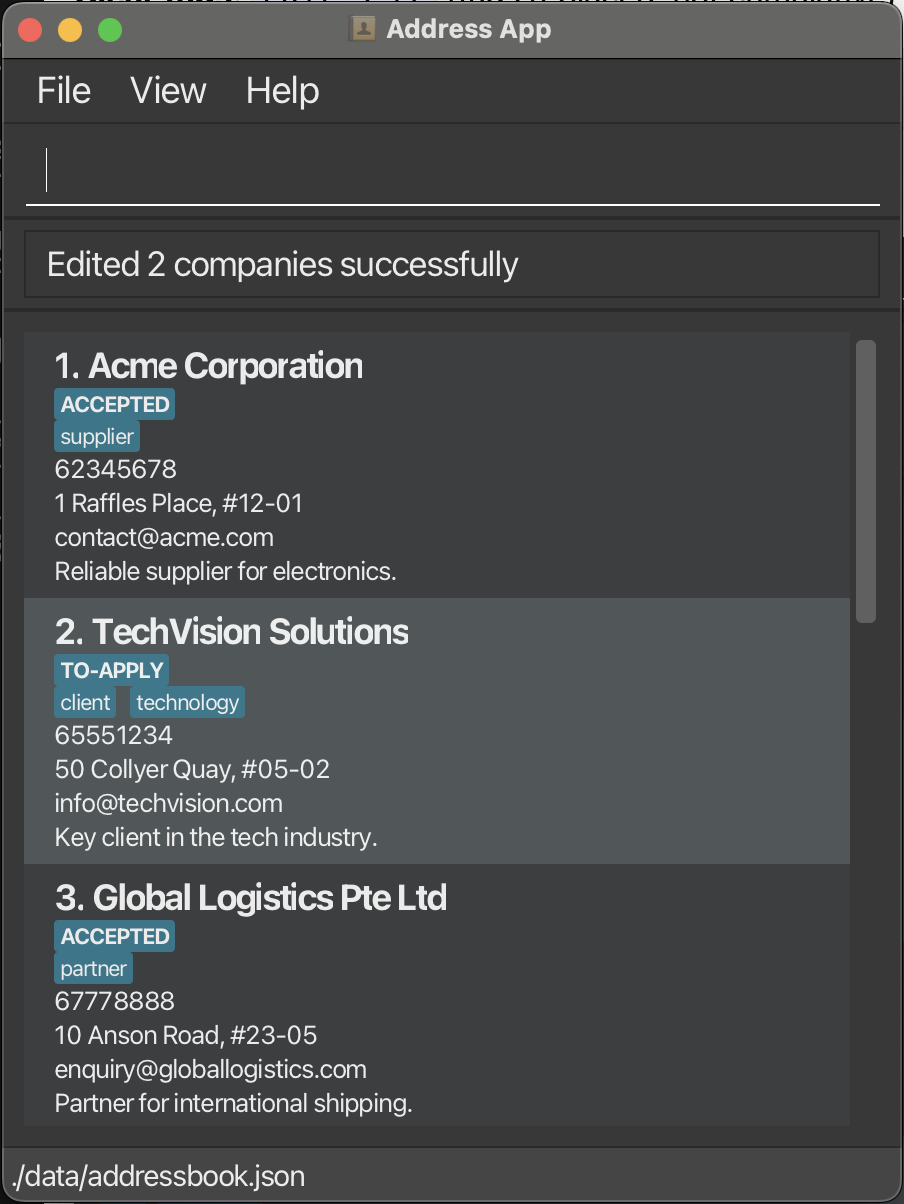 Address App
File View Help
Edited 2 companies successfully
1. Acme Corporation
ACCEPTED
supplier
62345678
1 Raffles Place, #12-01
contact@acme.com
Reliable supplier for electronics.
2. TechVision Solutions
TO-APPLY
client technology
65551234
50 Collyer Quay, #05-02
info@techvision.com
Key client in the tech industry.
3. Global Logistics Pte Ltd
ACCEPTED
partner
67778888
10 Anson Road, #23-05
enquiry@globallogistics.com
Partner for international shipping.
./data/addressbook.json